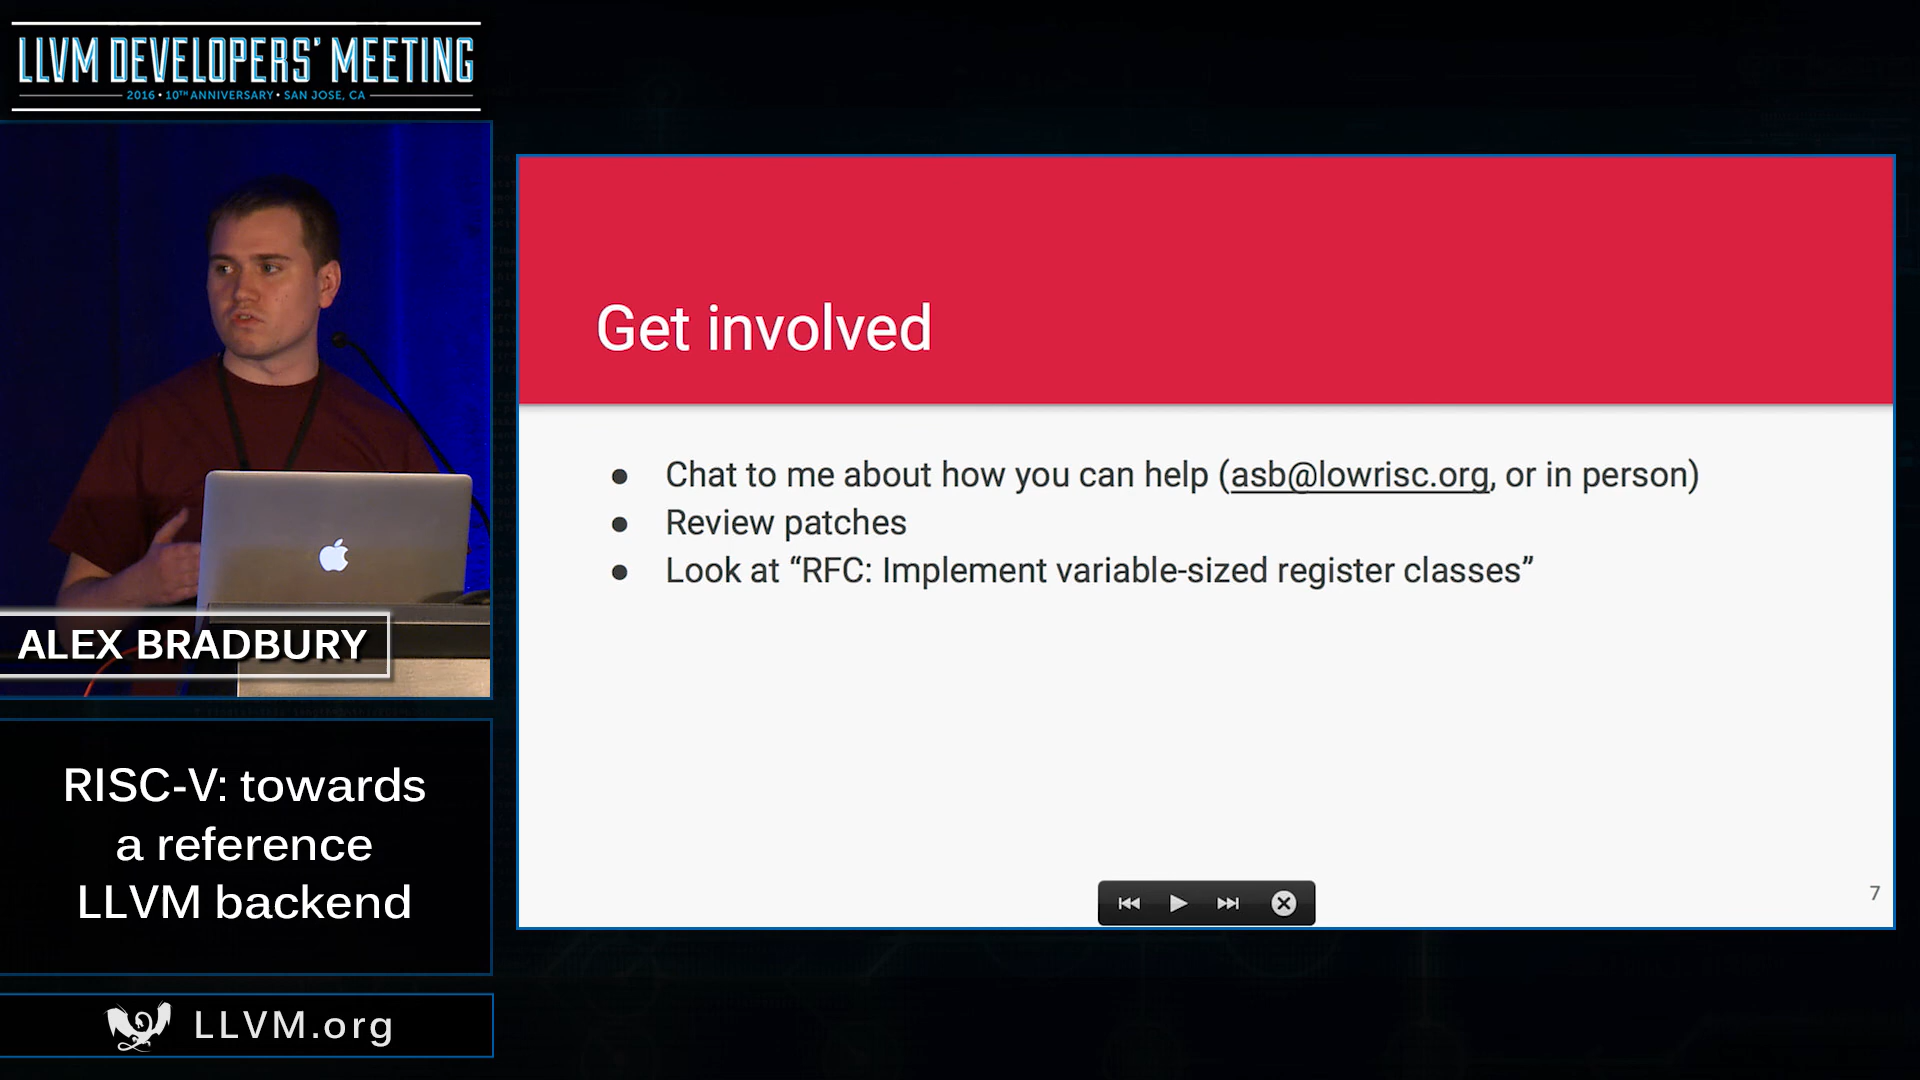 LLVM DEVELOPERS' MEETING
2016 • 10TH ANNIVERSARY • SAN JOSE, CA
ALEX BRADBURY
RISC-V: towards
a reference
LLVM backend
LLVM.org
Get involved
● Chat to me about how you can help (asb@lowrisc.org, or in person)
● Review patches
● Look at “RFC: Implement variable-sized register classes”
7